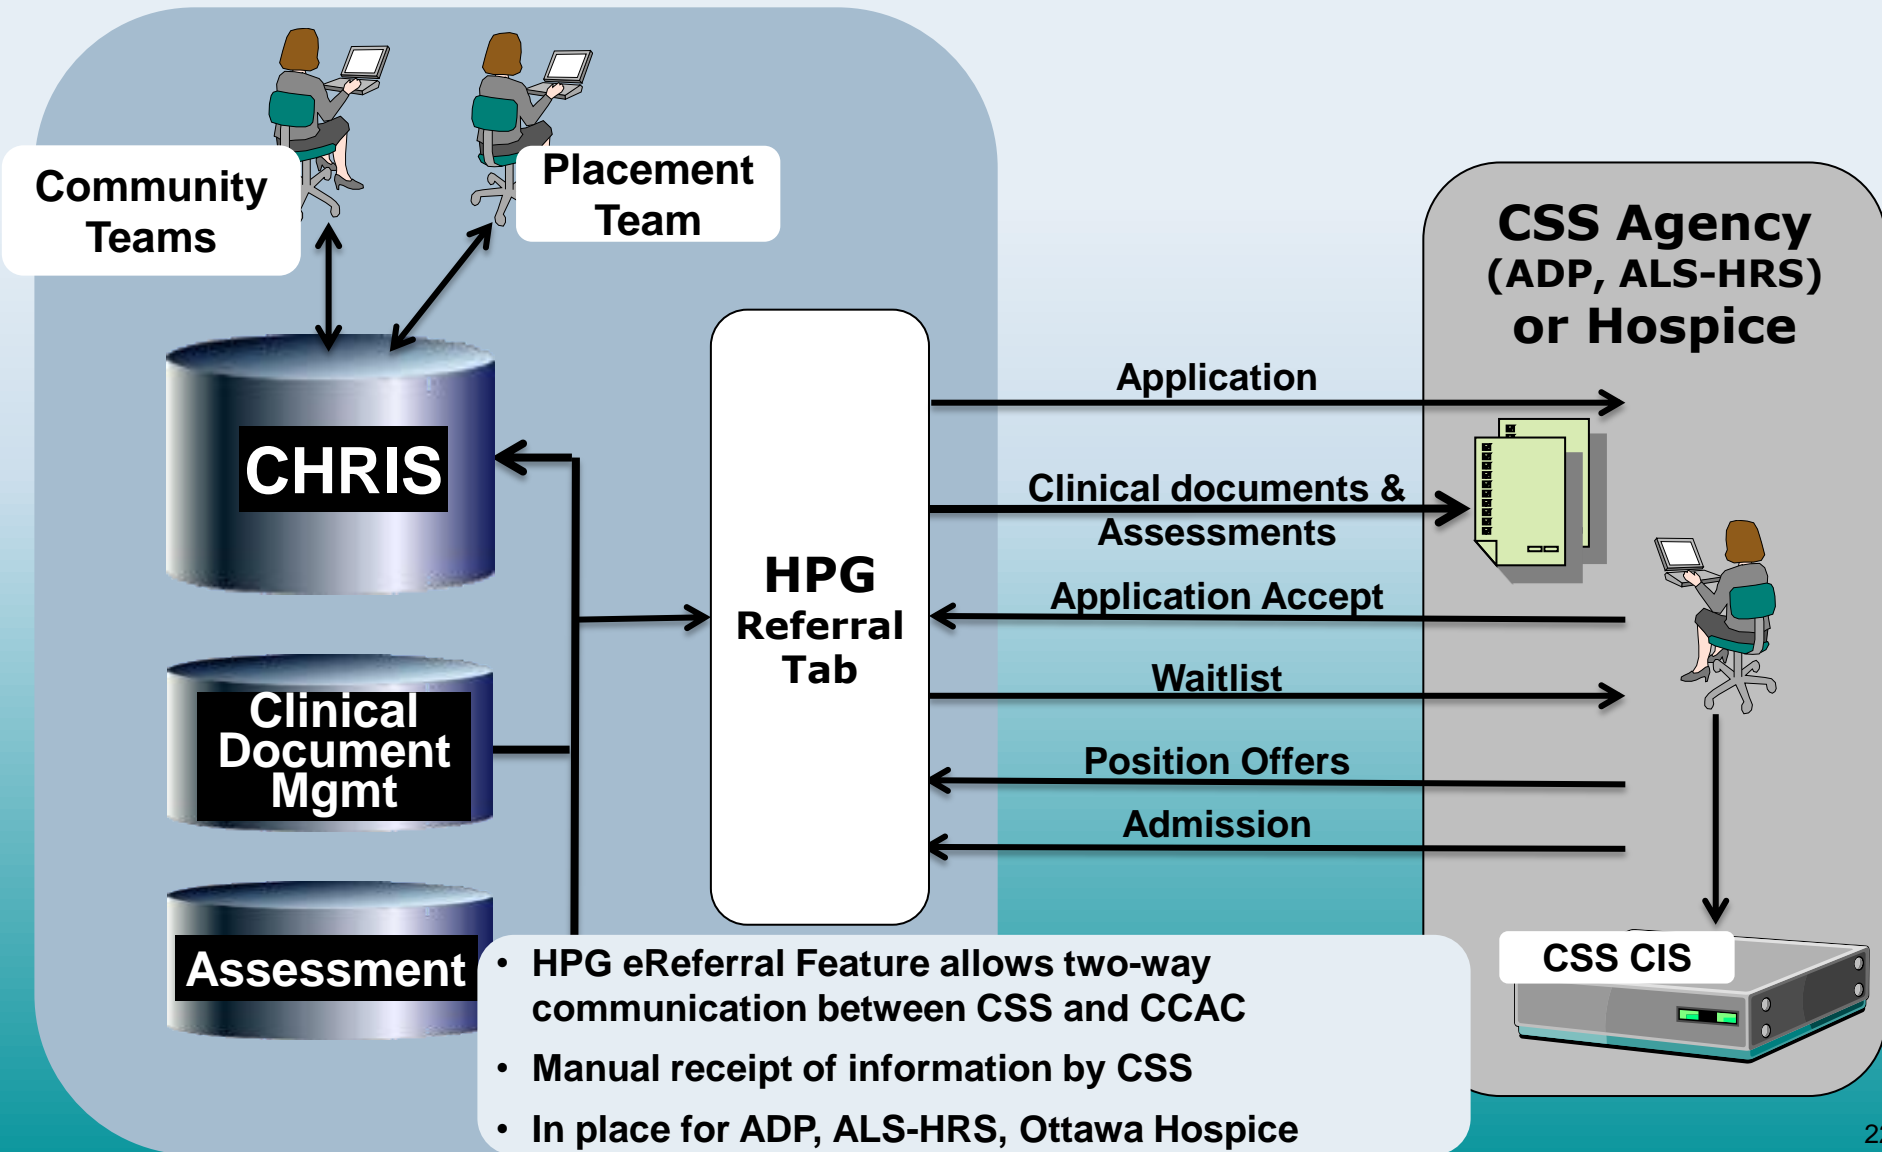 Community
Teams
Placement
Team
CHRIS
Clinical
Document
Mgmt
Assessment
HPG
Referral
Tab
Application
Clinical documents &
Assessments
Application Accept
Waitlist
Position Offers
Admission
CSS Agency
(ADP, ALS-HRS)
or Hospice
CSS CIS
• HPG eReferral Feature allows two-way
communication between CSS and CCAC
• Manual receipt of information by CSS
• In place for ADP, ALS-HRS, Ottawa Hospice
22